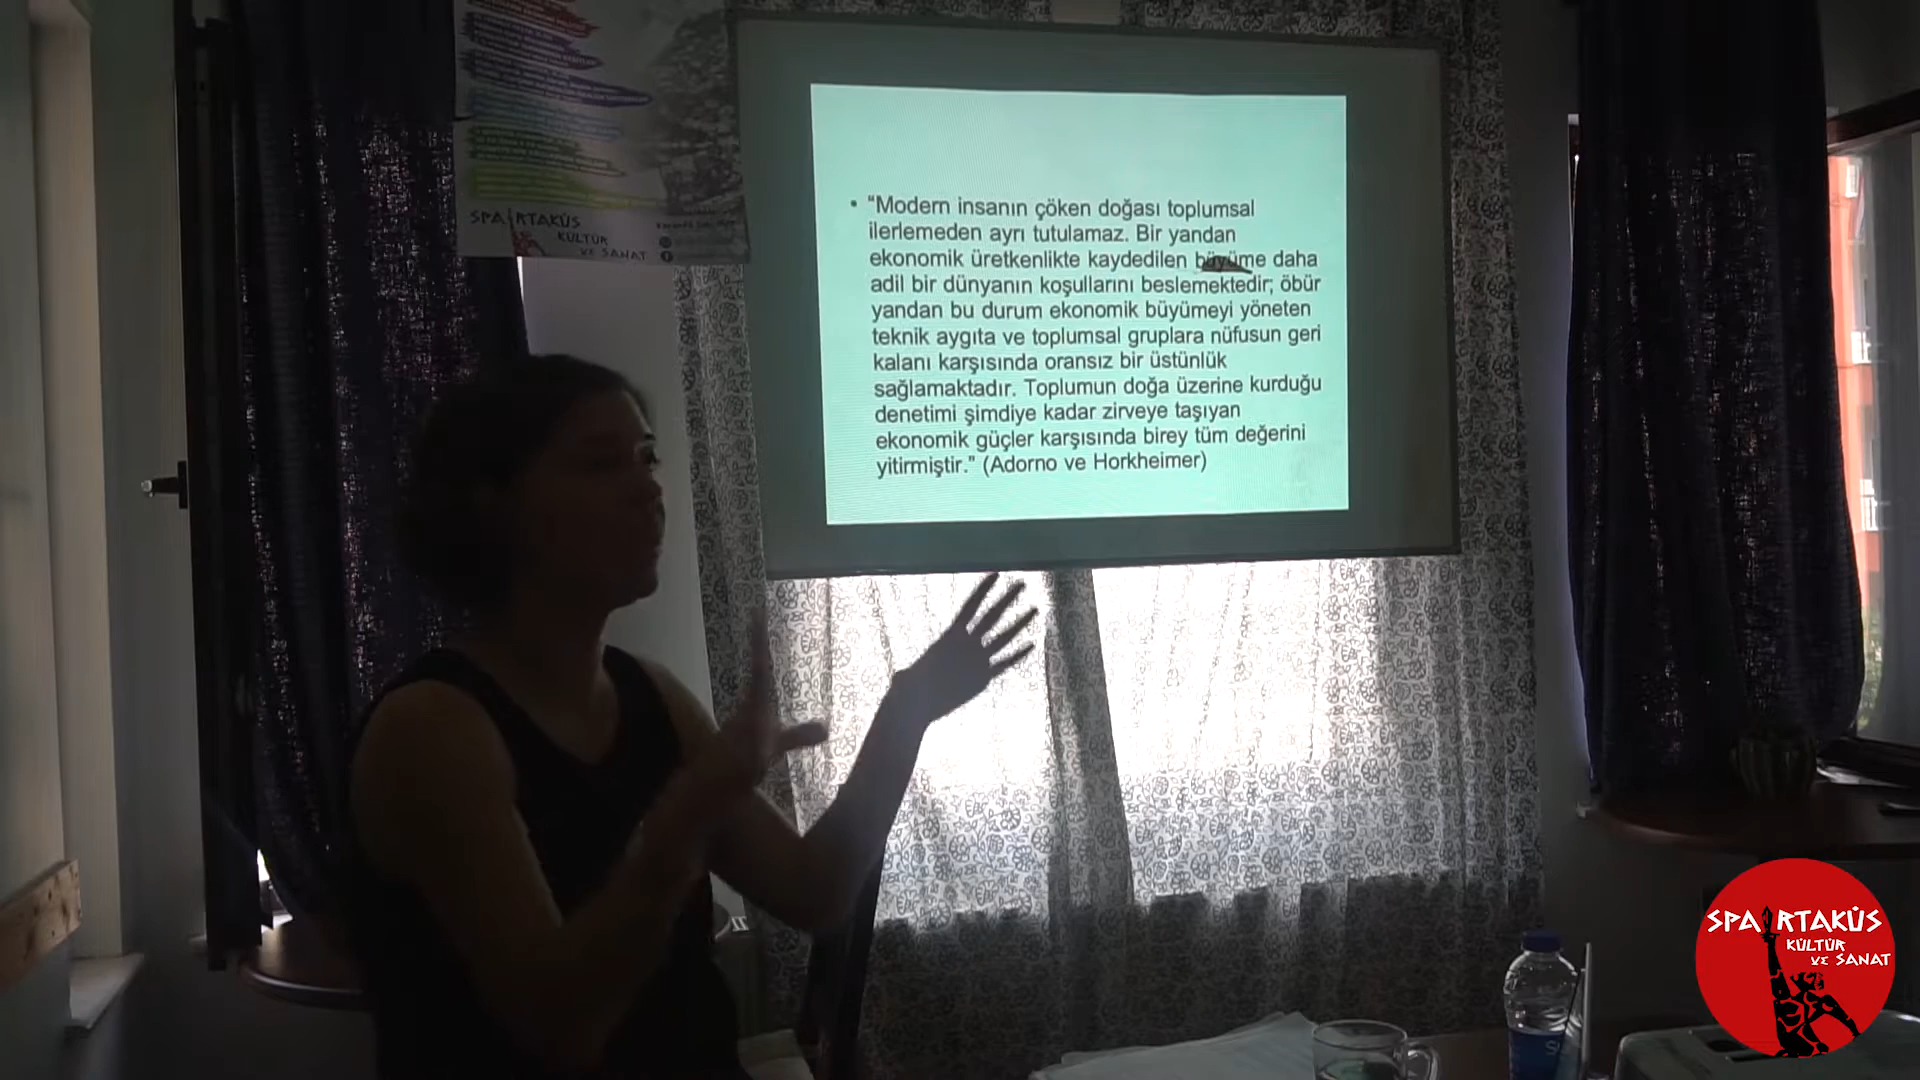 • “Modern insanın çöken doğası toplumsal
ilerlemeden ayrı tutulamaz. Bir yandan
ekonomik üretkenlikte kaydedilen büyüme daha
adil bir dünyanın koşullarını beslemektedir; öbür
yandan bu durum ekonomik büyümeyi yöneten
teknik aygıta ve toplumsal gruplara nüfusun geri
kalanı karşısında oransız bir üstünlük
sağlamaktadır. Toplumun doğa üzerine kurduğu
denetimi şimdiye kadar zirveye taşıyan
ekonomik güçler karşısında birey tüm değerini
yitirmiştir.” (Adorno ve Horkheimer)
SPARTAKÜS
KÜLTÜR
VE SANAT
SPARTAKÜS
KÜLTÜR
VE SANAT